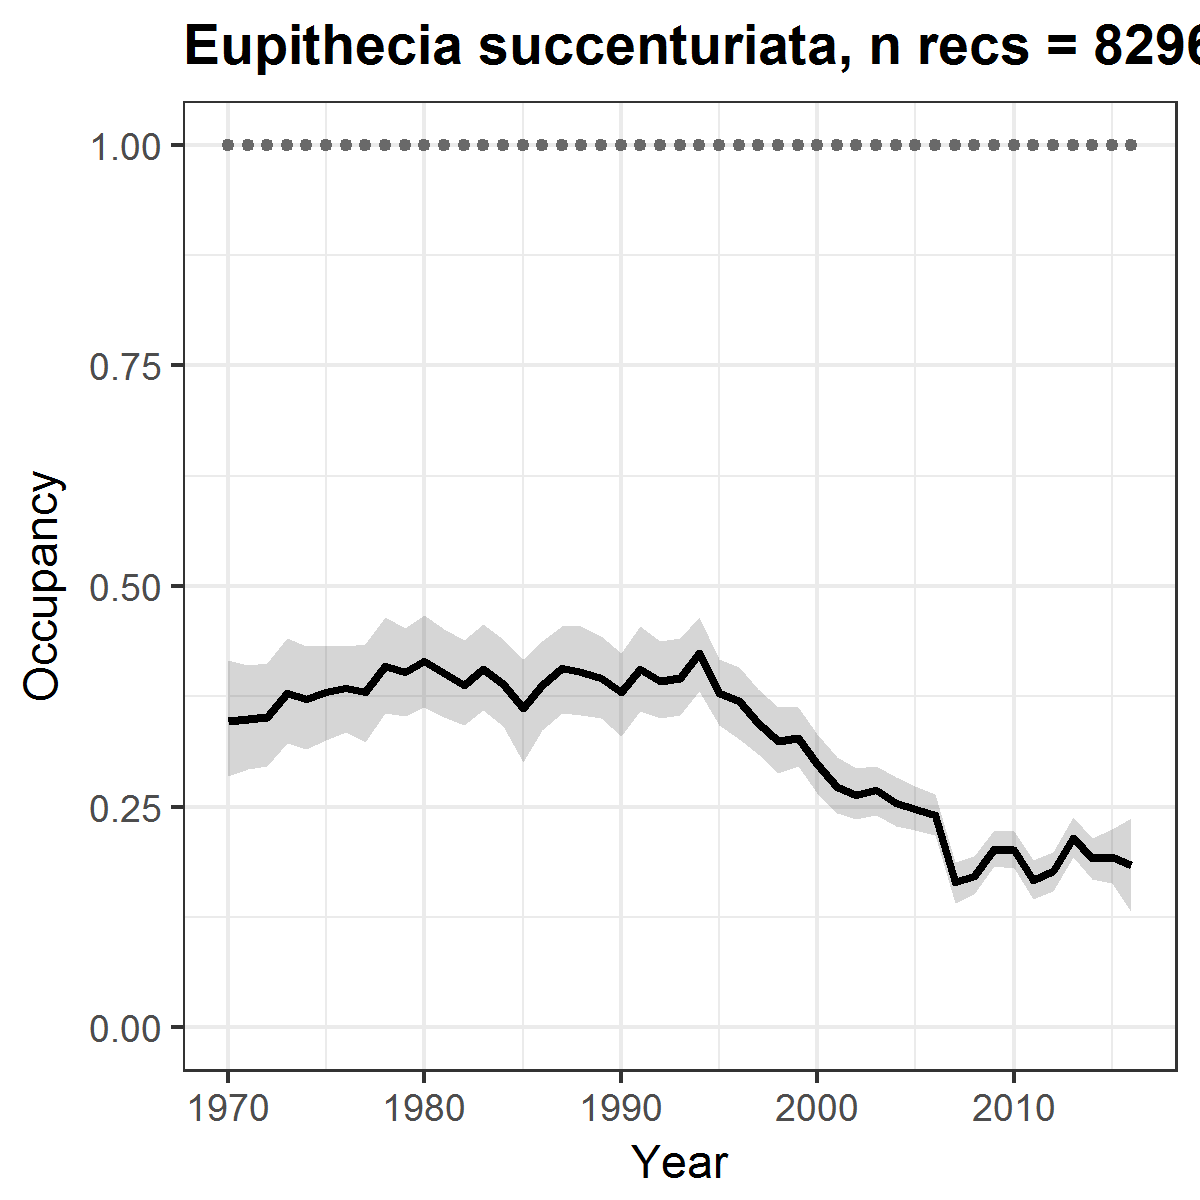 Eupithecia succenturiata, n recs = 8296
1.00
0.75
0.50
0.25
0.00
Occupancy
1970 1980 1990 2000 2010
Year